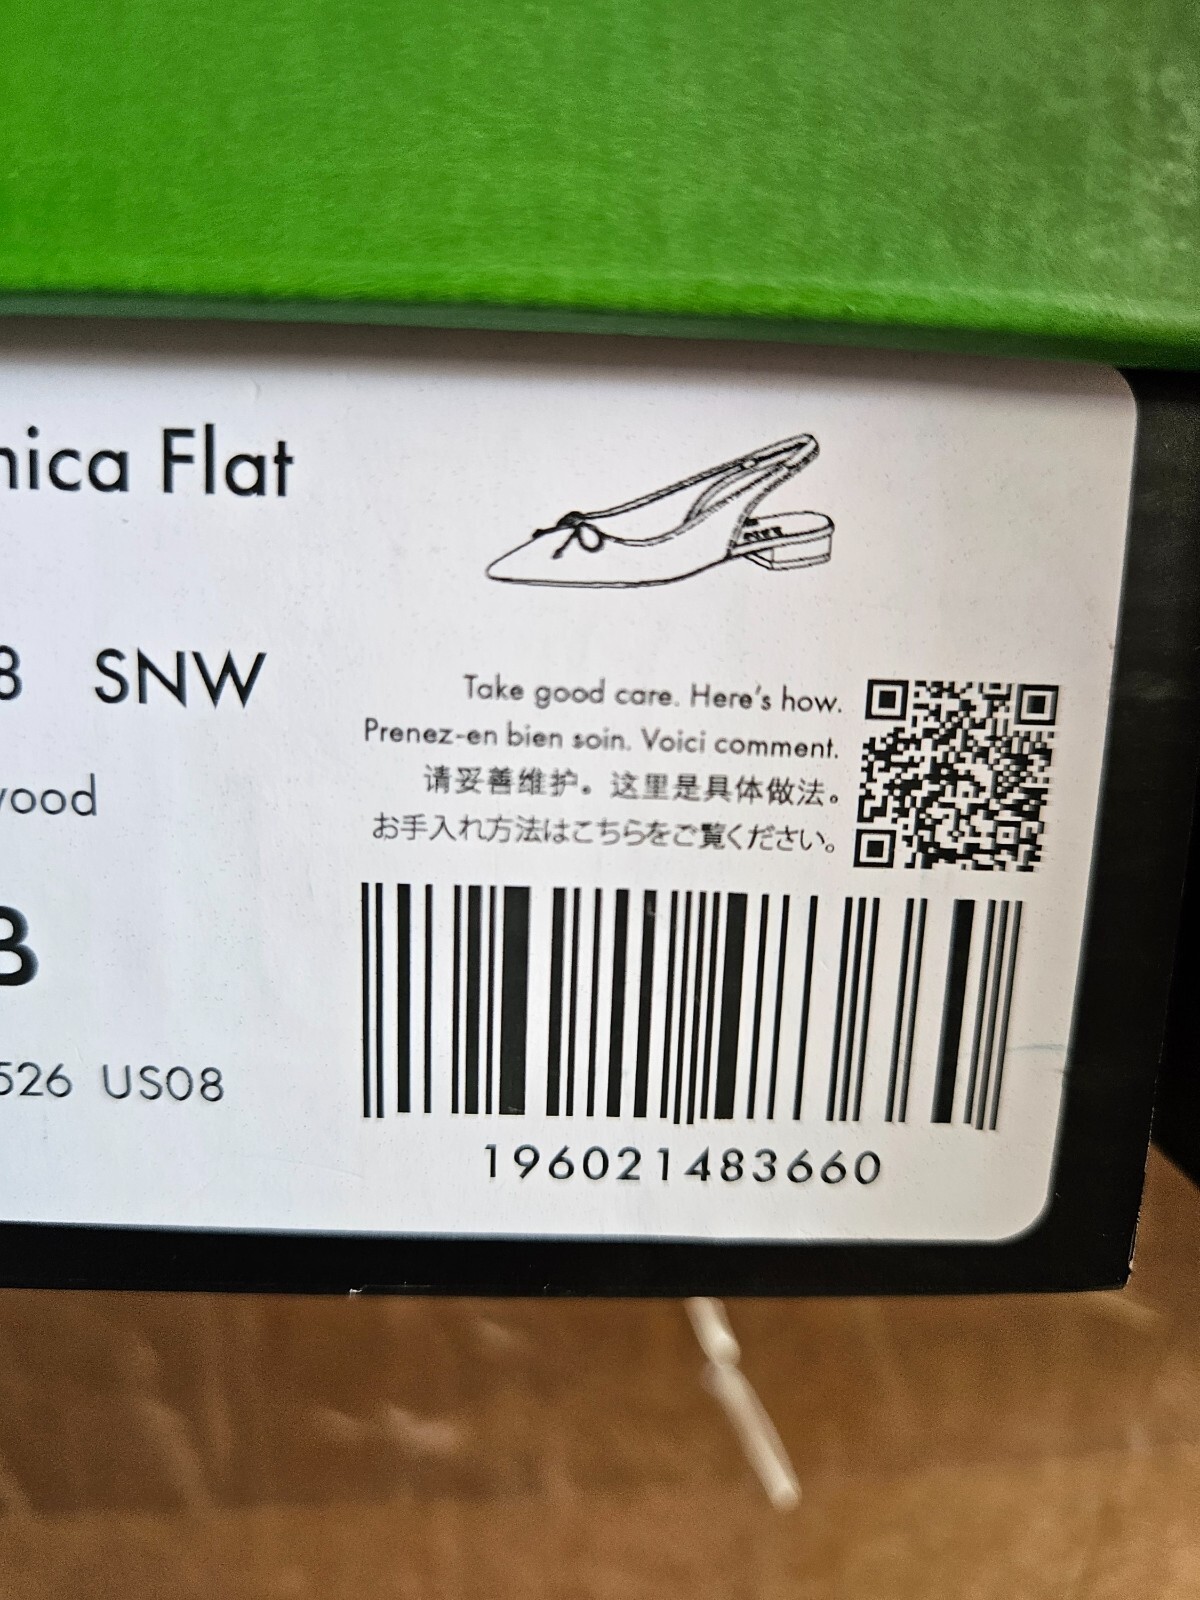 nica Flat
8 SNW
Take good care. Here's how.
Prenez-en bien soin. Voici comment.
请妥善维护。这里是具体做法。
wood
お手入れ方法はこちらをご覧ください。
B
526 US08
196021483660